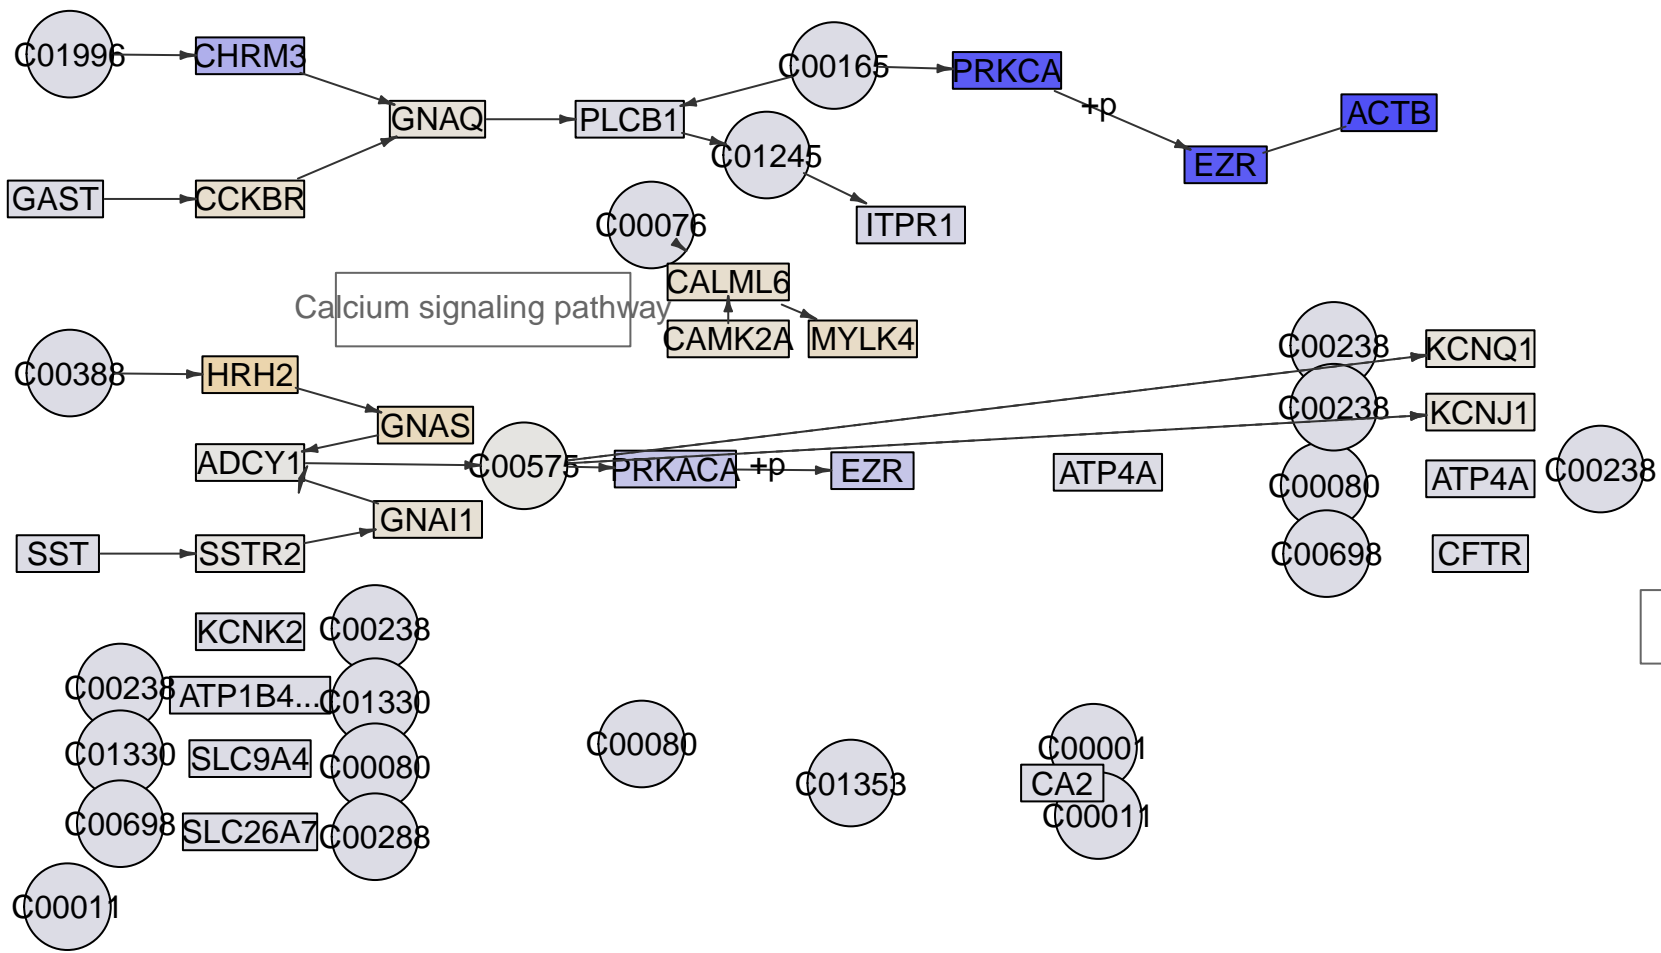 C01996
CHRM3
C00165
PRKCA
+p
ACTB
GNAQ
PLCB1
C01245
EZR
GAST
CCKBR
C00076
ITPR1
Calcium signaling pathway
CALML6
CAMK2A
MYLK4
C00238
KCNQ1
C00388
HRH2
C00238
KCNJ1
GNAS
ADCY1
C00575
PRKACA
+p
EZR
ATP4A
C00080
ATP4A
C00238
GNAI1
SST
SSTR2
C00698
CFTR
KCNK2
C00238
C00238
ATP1B4...
C01330
C01330
SLC9A4
C00080
C00080
C01353
C00001
CA2
C00011
C00698
SLC26A7
C00288
C00011